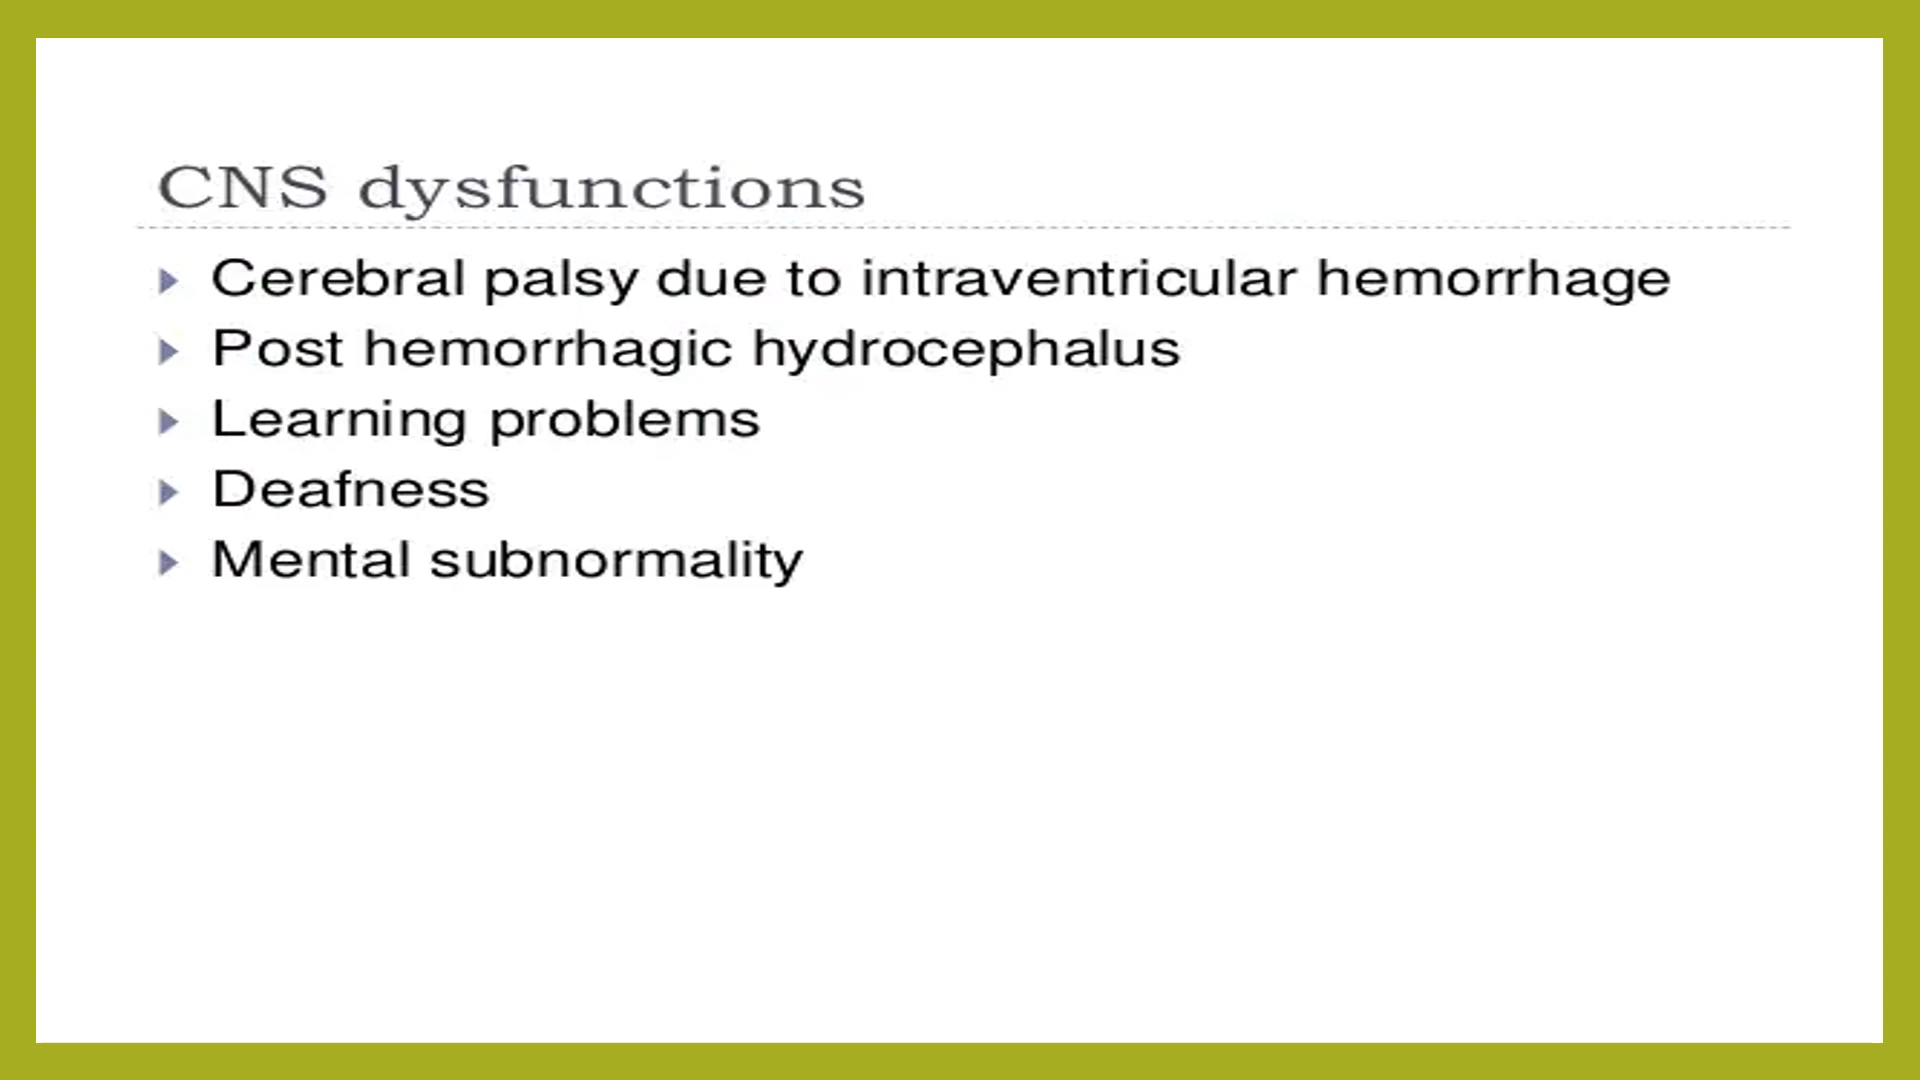 CNS dysfunctions
Cerebral palsy due to intraventricular hemorrhage
Post hemorrhagic hydrocephalus
Learning problems
Deafness
Mental subnormality